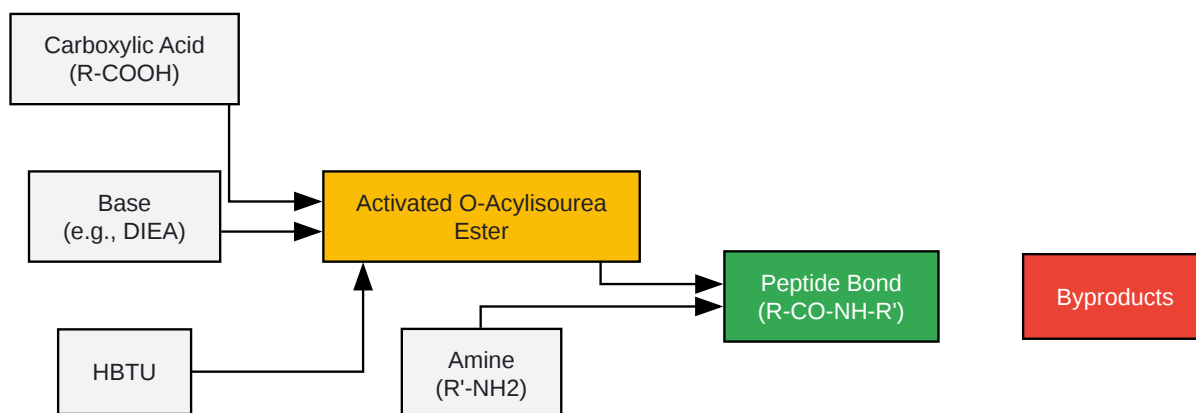 Carboxylic Acid
(R-COOH)
Base
(e.g., DIEA)
Activated O-Acylisourea
Ester
HBTU
Amine
(R'-NH2)
Peptide Bond
(R-CO-NH-R')
Byproducts